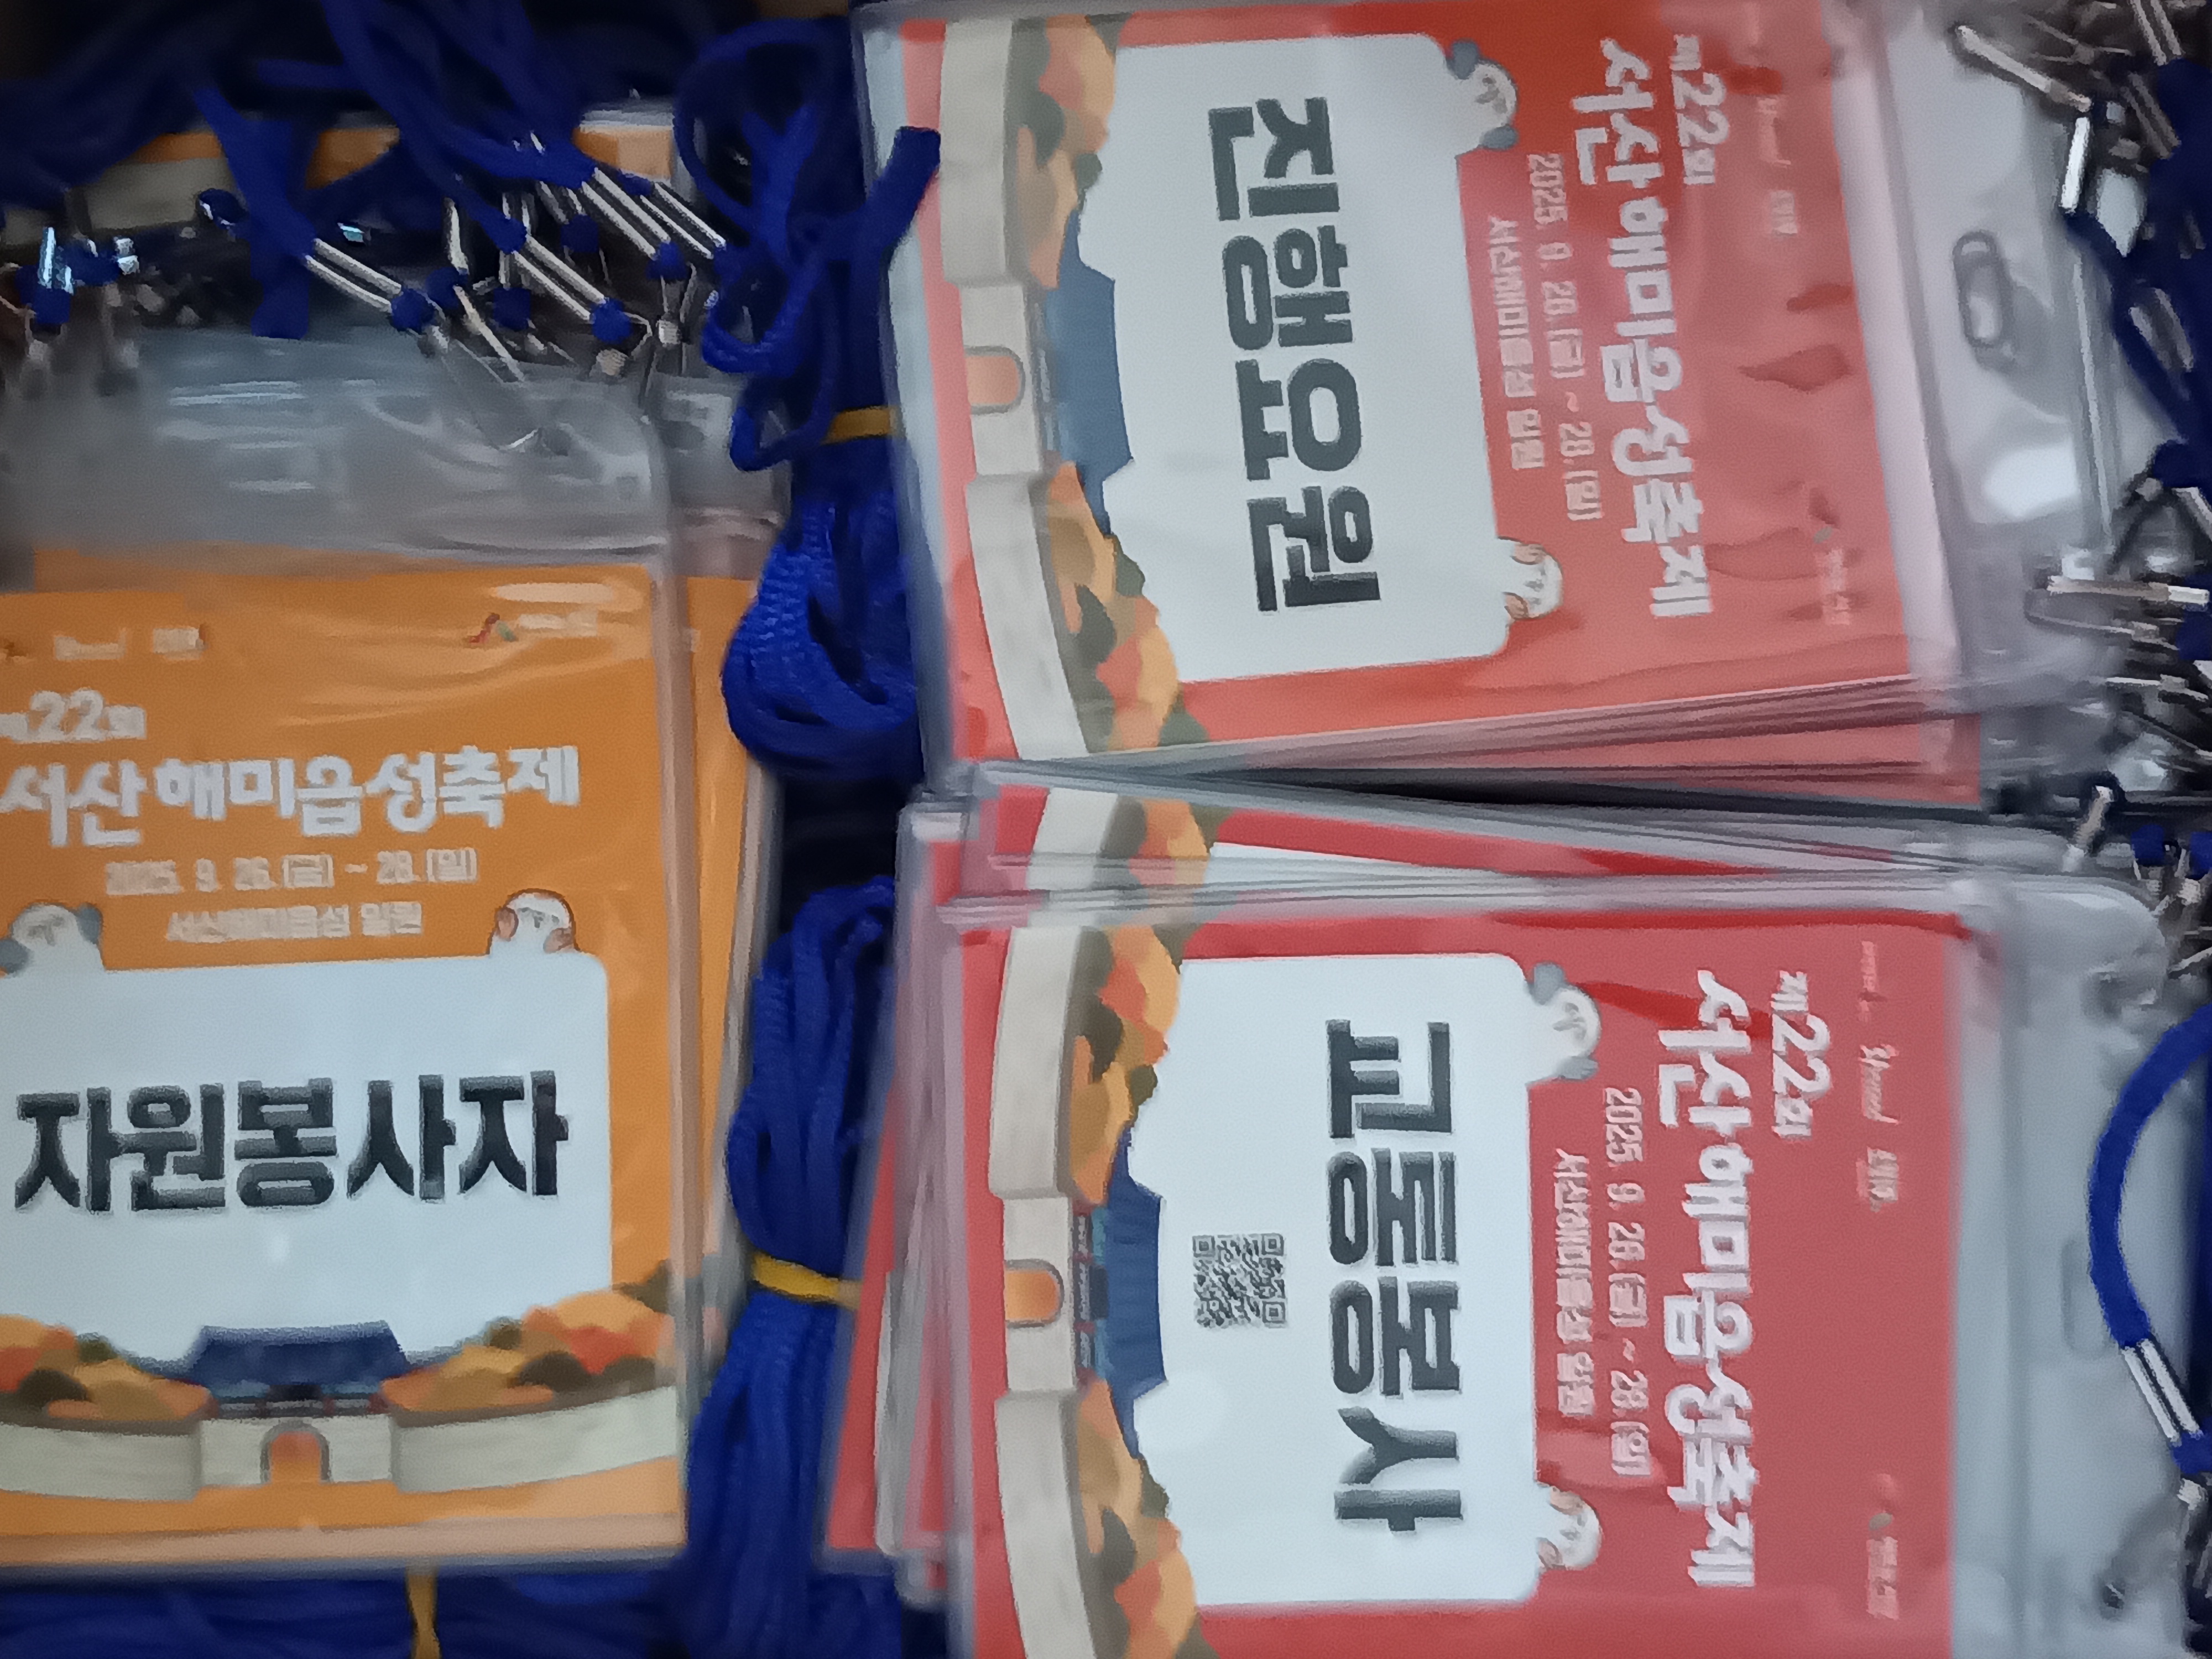 제22회
서산해미읍성축제
2025. 9. 26.(금) ~ 28.(일)
서산해미읍성 일원
자원봉사자
제22회
서산해미읍성축제
2025. 9. 26.(금) ~ 28.(일)
서산해미읍성 일원
진행요원
제22회
서산해미읍성축제
2025. 9. 26.(금) ~ 28.(일)
서산해미읍성 일원
교통봉사